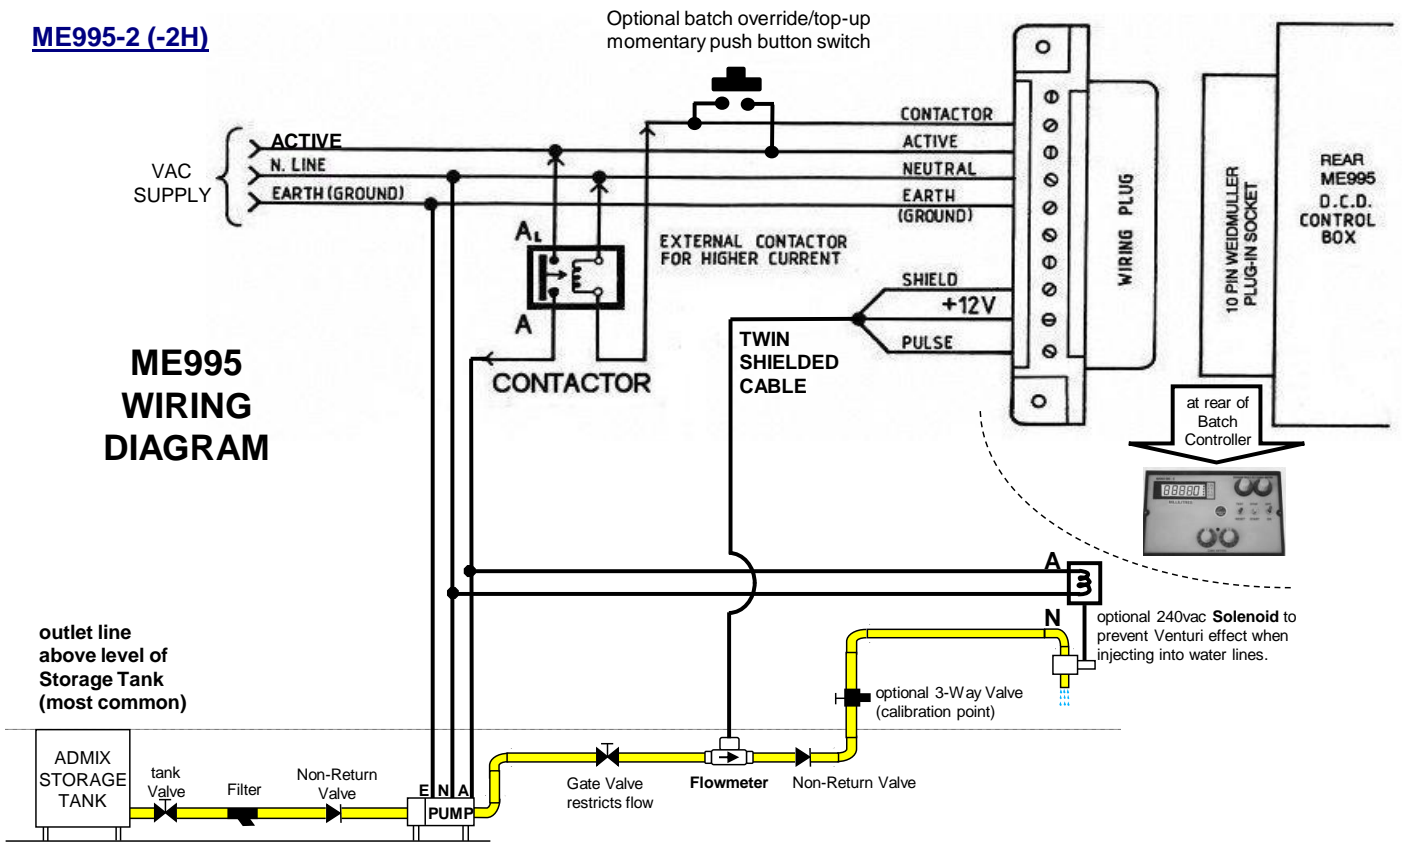 ME995-2 (-2H)
Optional batch override/top-up
momentary push button switch
VAC
SUPPLY
ACTIVE
N. LINE
EARTH (GROUND)
CONTACTOR
ACTIVE
NEUTRAL
EARTH
(GROUND)
SHIELD
+12V
PULSE
WIRING PLUG
10 PIN WEIDMULLER
PLUG-IN SOCKET
REAR
ME995
D.C.D.
CONTROL
BOX
A1
A
EXTERNAL CONTACTOR
FOR HIGHER CURRENT
CONTACTOR
TWIN
SHIELDED
CABLE
ME995
WIRING
DIAGRAM
at rear of
Batch
Controller
A
N
optional 240vac Solenoid to
prevent Venturi effect when
injecting into water lines.
outlet line
above level of
Storage Tank
(most common)
optional 3-Way Valve
(calibration point)
ADMIX
STORAGE
TANK
tank
Valve
Filter
Non-Return
Valve
E N A
PUMP
Gate Valve
restricts flow
Flowmeter
Non-Return Valve